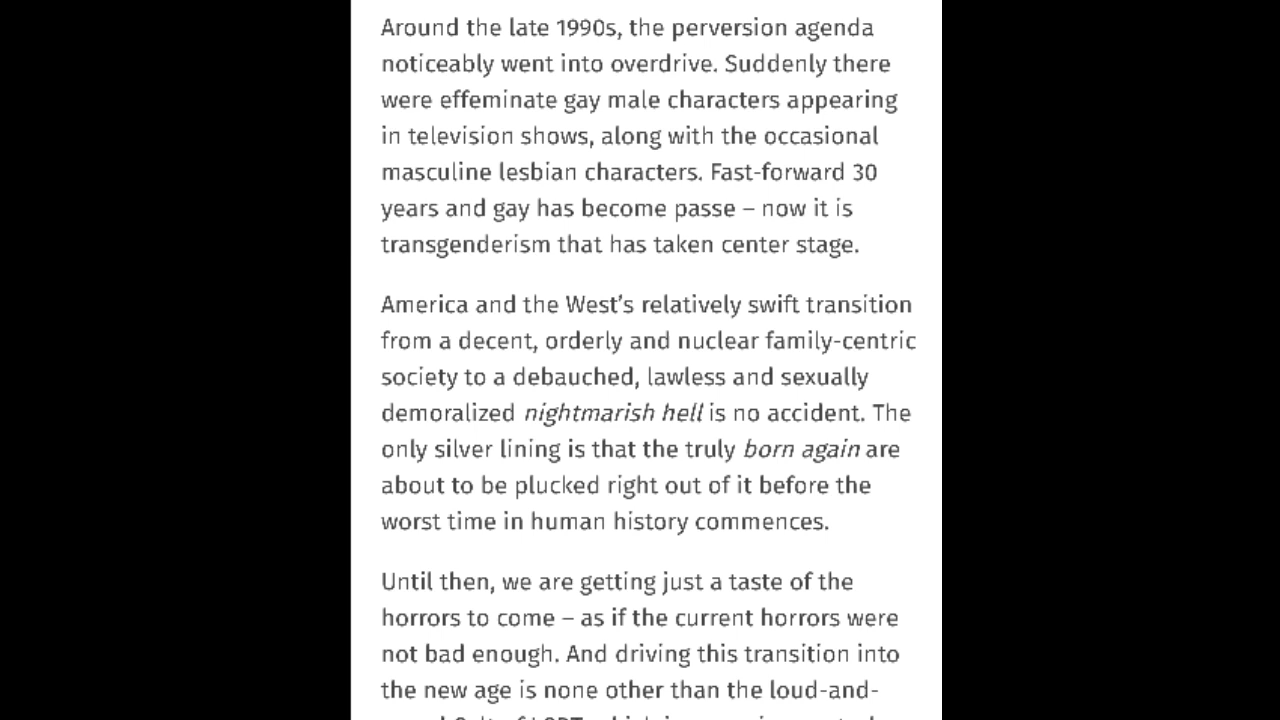 Around the late 1990s, the perversion agenda
noticeably went into overdrive. Suddenly there
were effeminate gay male characters appearing
in television shows, along with the occasional
masculine lesbian characters. Fast-forward 30
years and gay has become passe – now it is
transgenderism that has taken center stage.
America and the West’s relatively swift transition
from a decent, orderly and nuclear family-centric
society to a debauched, lawless and sexually
demoralized nightmarish hell is no accident. The
only silver lining is that the truly born again are
about to be plucked right out of it before the
worst time in human history commences.
Until then, we are getting just a taste of the
horrors to come – as if the current horrors were
not bad enough. And driving this transition into
the new age is none other than the loud-and-